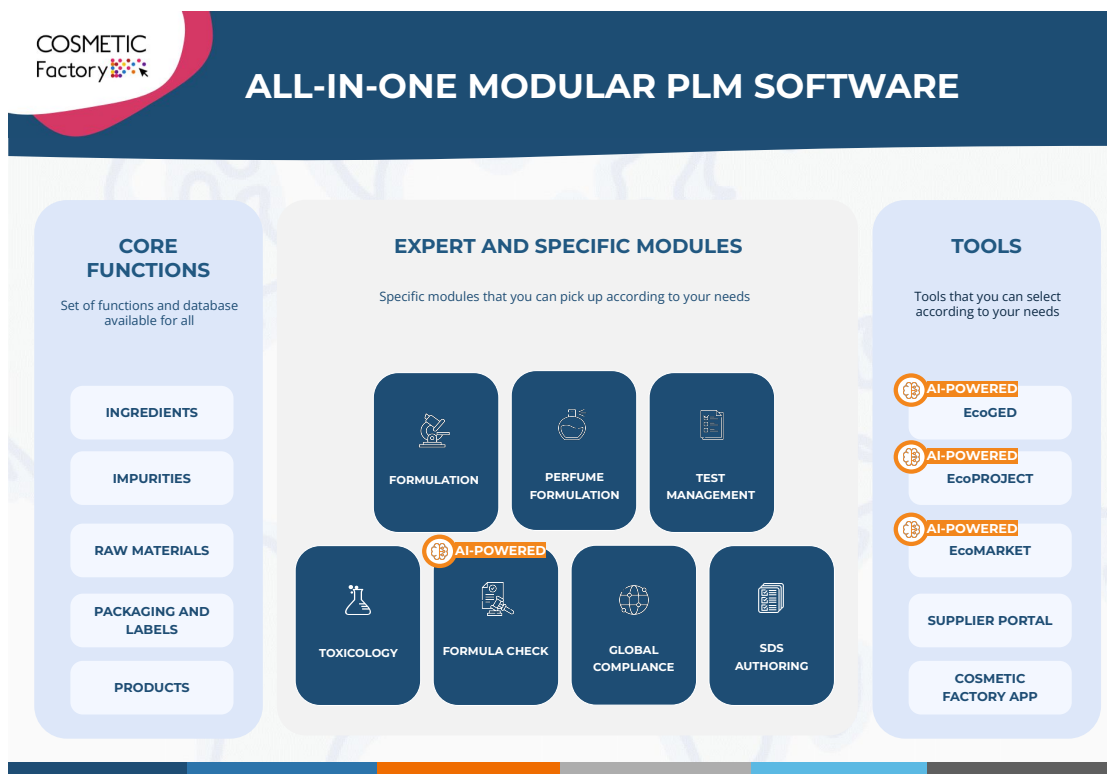 COSMETIC
Factory
ALL-IN-ONE MODULAR PLM SOFTWARE
CORE
FUNCTIONS
Set of functions and database
available for all
INGREDIENTS
IMPURITIES
RAW MATERIALS
PACKAGING AND
LABELS
PRODUCTS
EXPERT AND SPECIFIC MODULES
Specific modules that you can pick up according to your needs
FORMULATION
PERFUME
FORMULATION
TEST
MANAGEMENT
TOXICOLOGY
AI-POWERED
FORMULA CHECK
GLOBAL
COMPLIANCE
SDS
AUTHORING
TOOLS
Tools that you can select
according to your needs
AI-POWERED
EcoGED
AI-POWERED
EcoPROJECT
AI-POWERED
EcoMARKET
SUPPLIER PORTAL
COSMETIC
FACTORY APP